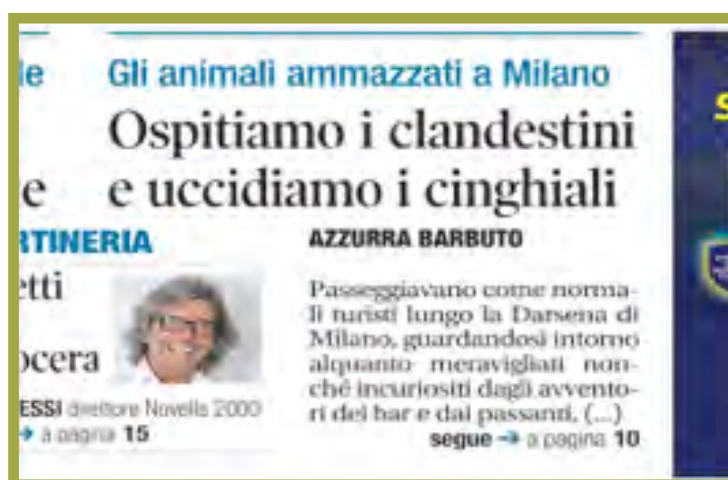 le
Gli animali ammazzati a Milano
Ospitiamo i clandestini
e
e uccidiamo i cinghiali
RTINERIA
etti
ocera
ESSI direttore Novella 2000
➔ a pagina 15
AZZURRA BARBUTO
Passeggiavano come norma-
li turisti lungo la Darsena di
Milano, guardandosi intorno
alquanto meravigliati non-
ché incuriositi dagli avvento-
ri dei bar e dai passanti, (...)
segue ➔ a pagina 10
S